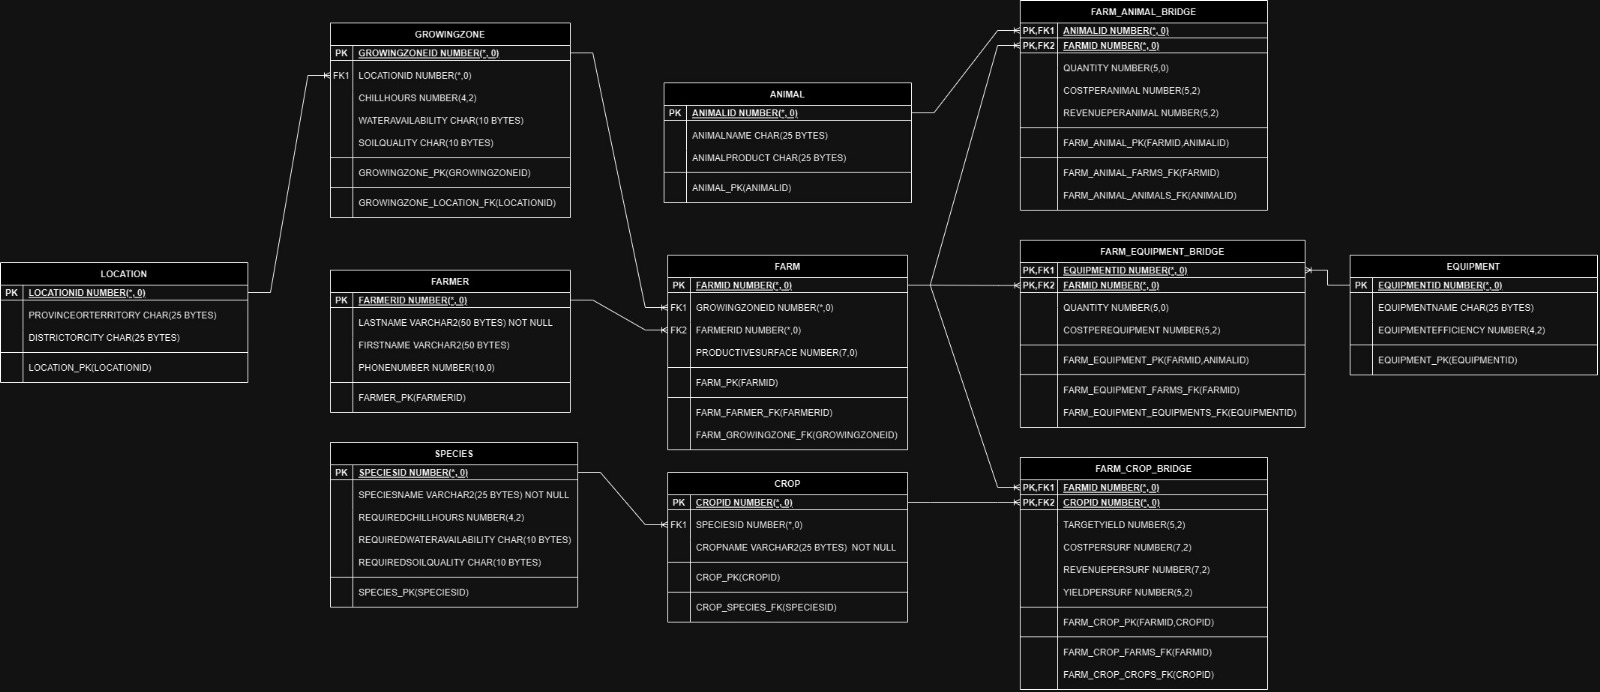 LOCATION
PK LOCATIONID NUMBER(*, 0)
PROVINCEORTERRITORY CHAR(25 BYTES)
DISTRICTORCITY CHAR(25 BYTES)
LOCATION_PK(LOCATIONID)
GROWINGZONE
PK GROWINGZONEID NUMBER(*, 0)
FK1 LOCATIONID NUMBER(*,0)
CHILLHOURS NUMBER(4,2)
WATERAVAILABILITY CHAR(10 BYTES)
SOILQUALITY CHAR(10 BYTES)
GROWINGZONE_PK(GROWINGZONEID)
GROWINGZONE_LOCATION_FK(LOCATIONID)
FARMER
PK FARMERID NUMBER(*, 0)
LASTNAME VARCHAR2(50 BYTES) NOT NULL
FIRSTNAME VARCHAR2(50 BYTES)
PHONENUMBER NUMBER(10,0)
FARMER_PK(FARMERID)
SPECIES
PK SPECIESID NUMBER(*, 0)
SPECIESNAME VARCHAR2(25 BYTES) NOT NULL
REQUIREDCHILLHOURS NUMBER(4,2)
REQUIREDWATERAVAILABILITY CHAR(10 BYTES)
REQUIREDSOILQUALITY CHAR(10 BYTES)
SPECIES_PK(SPECIESID)
ANIMAL
PK ANIMALID NUMBER(*, 0)
ANIMALNAME CHAR(25 BYTES)
ANIMALPRODUCT CHAR(25 BYTES)
ANIMAL_PK(ANIMALID)
FARM
PK FARMID NUMBER(*, 0)
FK1 GROWINGZONEID NUMBER(*,0)
FK2 FARMERID NUMBER(*,0)
PRODUCTIVESURFACE NUMBER(7,0)
FARM_PK(FARMID)
FARM_FARMER_FK(FARMERID)
FARM_GROWINGZONE_FK(GROWINGZONEID)
CROP
PK CROPID NUMBER(*, 0)
FK1 SPECIESID NUMBER(*,0)
CROPNAME VARCHAR2(25 BYTES) NOT NULL
CROP_PK(CROPID)
CROP_SPECIES_FK(SPECIESID)
FARM_ANIMAL_BRIDGE
PK,FK1 ANIMALID NUMBER(*, 0)
PK,FK2 FARMID NUMBER(*, 0)
QUANTITY NUMBER(5,0)
COSTPERANIMAL NUMBER(5,2)
REVENUEPERANIMAL NUMBER(5,2)
FARM_ANIMAL_PK(FARMID,ANIMALID)
FARM_ANIMAL_FARMS_FK(FARMID)
FARM_ANIMAL_ANIMALS_FK(ANIMALID)
FARM_EQUIPMENT_BRIDGE
PK,FK1 EQUIPMENTID NUMBER(*, 0)
PK,FK2 FARMID NUMBER(*, 0)
QUANTITY NUMBER(5,0)
COSTPEREQUIPMENT NUMBER(5,2)
FARM_EQUIPMENT_PK(FARMID,ANIMALID)
FARM_EQUIPMENT_FARMS_FK(FARMID)
FARM_EQUIPMENT_EQUIPMENTS_FK(EQUIPMENTID)
FARM_CROP_BRIDGE
PK,FK1 FARMID NUMBER(*, 0)
PK,FK2 CROPID NUMBER(*, 0)
TARGETYIELD NUMBER(5,2)
COSTPERSURF NUMBER(7,2)
REVENUEPERSURF NUMBER(7,2)
YIELDPERSURF NUMBER(5,2)
FARM_CROP_PK(FARMID,CROPID)
FARM_CROP_FARMS_FK(FARMID)
FARM_CROP_CROPS_FK(CROPID)
EQUIPMENT
PK EQUIPMENTID NUMBER(*, 0)
EQUIPMENTNAME CHAR(25 BYTES)
EQUIPMENTEFFICIENCY NUMBER(4,2)
EQUIPMENT_PK(EQUIPMENTID)